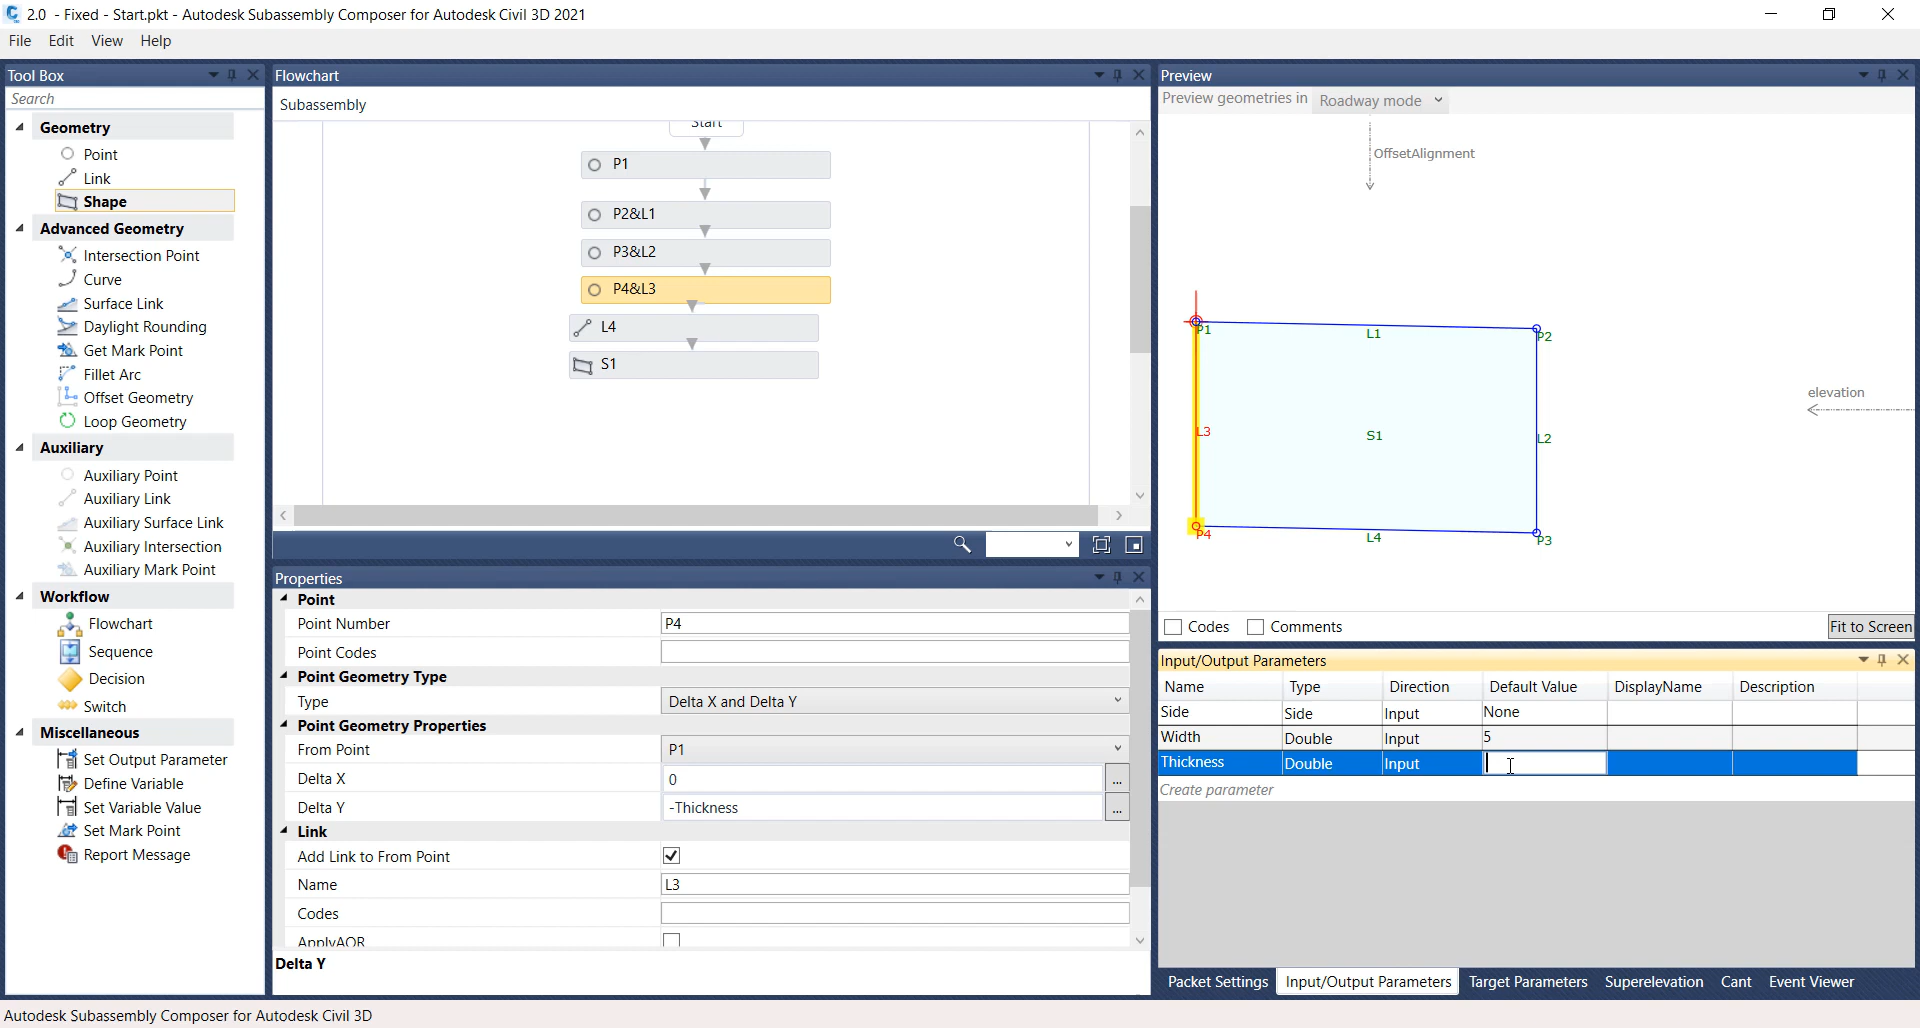 2.0 - Fixed - Start.pkt - Autodesk Subassembly Composer for Autodesk Civil 3D 2021
File Edit View Help
Tool Box
Search
Geometry
Point
Link
Shape
Advanced Geometry
Intersection Point
Curve
Surface Link
Daylight Rounding
Get Mark Point
Fillet Arc
Offset Geometry
Loop Geometry
Auxiliary
Auxiliary Point
Auxiliary Link
Auxiliary Surface Link
Auxiliary Intersection
Auxiliary Mark Point
Workflow
Flowchart
Sequence
Decision
Switch
Miscellaneous
Set Output Parameter
Define Variable
Set Variable Value
Set Mark Point
Report Message
Flowchart
Subassembly
Start
P1
P2&L1
P3&L2
P4&L3
L4
S1
Properties
Point
Point Number P4
Point Codes
Point Geometry Type
Type Delta X and Delta Y
Point Geometry Properties
From Point P1
Delta X 0 ...
Delta Y -Thickness ...
Link
Add Link to From Point
Name L3
Codes
ApplyAOR
Delta Y
Preview
Preview geometries in Roadway mode
OffsetAlignment
P1 L1 P2
elevation
L3 S1 L2
P4 L4 P3
Codes Comments Fit to Screen
Input/Output Parameters
Name Type Direction Default Value DisplayName Description
Side Side Input None
Width Double Input 5
Thickness Double Input
Create parameter
Packet Settings Input/Output Parameters Target Parameters Superelevation Cant Event Viewer
Autodesk Subassembly Composer for Autodesk Civil 3D